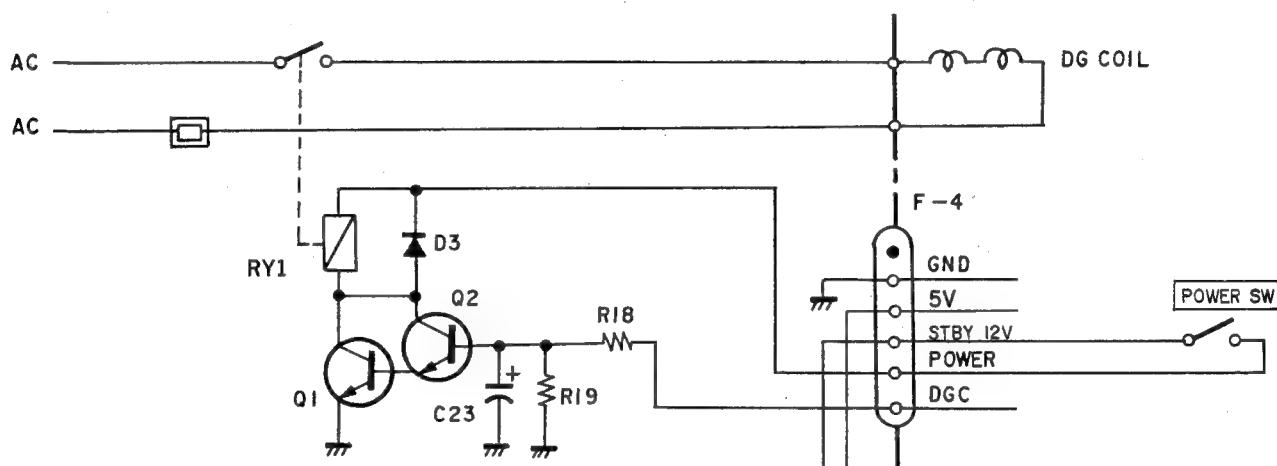 AC
DG COIL
AC
F-4
D3
RY1
GND
Q2
5V
POWER SW
R18
STBY 12V
POWER
+
DGC
Q1
C23
R19